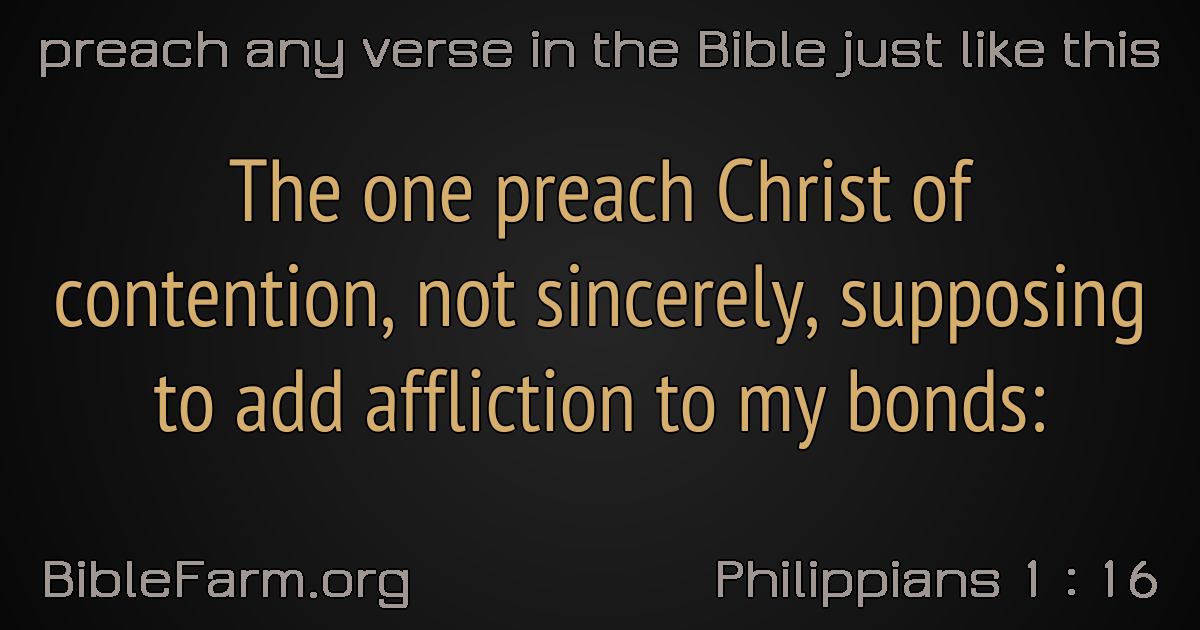 preach any verse in the Bible just like this
The one preach Christ of
contention, not sincerely, supposing
to add affliction to my bonds:
BibleFarm.org
Philippians 1 : 16